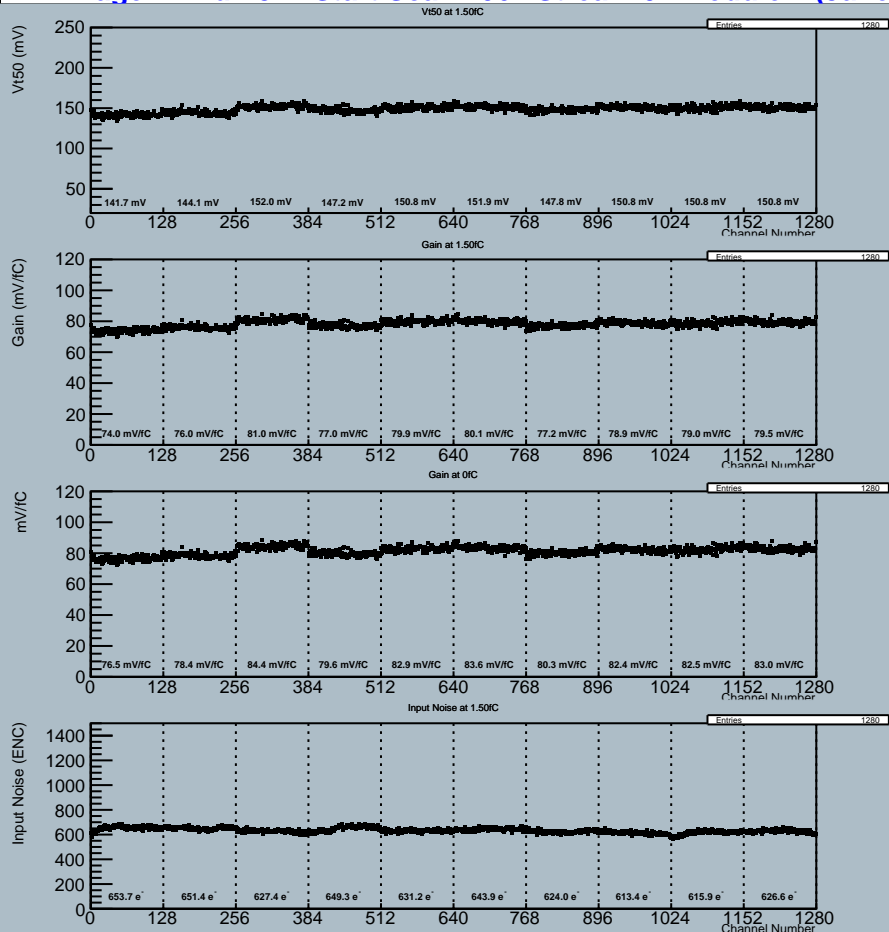 Vt50 at 1.50fC
Entries 1280
Vt50 (mV)
250
200
150
100
50
141.7 mV 144.1 mV 152.0 mV 147.2 mV 150.8 mV 151.9 mV 147.8 mV 150.8 mV 150.8 mV 150.8 mV
0 128 256 384 512 640 768 896 1024 1152 1280
Channel Number
Gain at 1.50fC
Entries 1280
Gain (mV/fC)
120
100
80
60
40
20
0
74.0 mV/fC 76.0 mV/fC 81.0 mV/fC 77.0 mV/fC 79.9 mV/fC 80.1 mV/fC 77.2 mV/fC 78.9 mV/fC 79.0 mV/fC 79.5 mV/fC
0 128 256 384 512 640 768 896 1024 1152 1280
Channel Number
Gain at 0fC
Entries 1280
mV/fC
120
100
80
60
40
20
0
76.5 mV/fC 78.4 mV/fC 84.4 mV/fC 79.6 mV/fC 82.9 mV/fC 83.6 mV/fC 80.3 mV/fC 82.4 mV/fC 82.5 mV/fC 83.0 mV/fC
0 128 256 384 512 640 768 896 1024 1152 1280
Channel Number
Input Noise at 1.50fC
Entries 1280
Input Noise (ENC)
1400
1200
1000
800
600
400
200
0
653.7 e⁻ 651.4 e⁻ 627.4 e⁻ 649.3 e⁻ 631.2 e⁻ 643.9 e⁻ 624.0 e⁻ 613.4 e⁻ 615.9 e⁻ 626.6 e⁻
0 128 256 384 512 640 768 896 1024 1152 1280
Channel Number